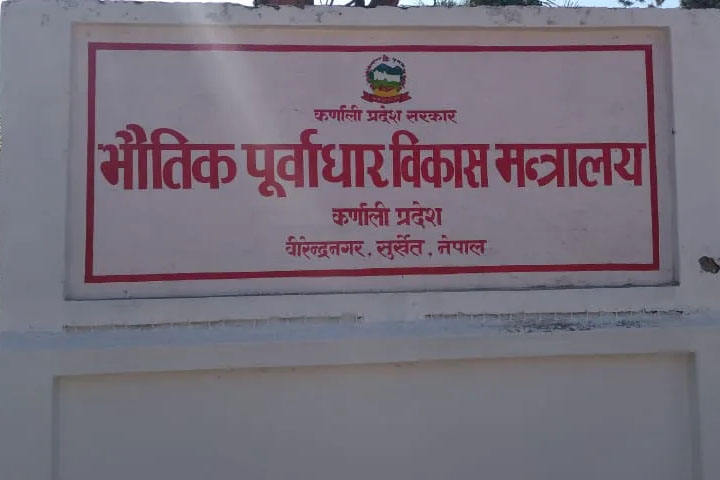 कर्णाली प्रदेश सरकार
भौतिक पूर्वाधार विकास मन्त्रालय
कर्णाली प्रदेश
वीरेन्द्रनगर, सुर्खेत, नेपाल